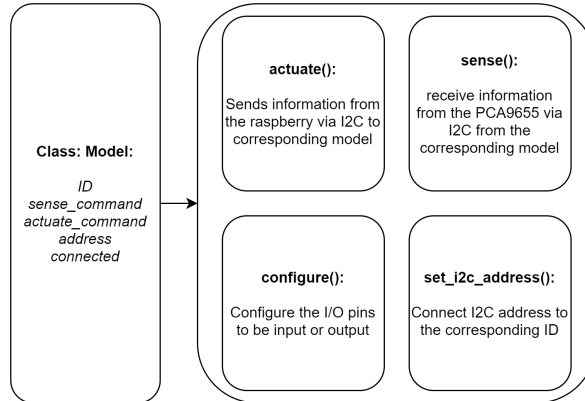 Class: Model:
ID
sense_command
actuate_command
address
connected
actuate():
Sends information from
the raspberry via I2C to
corresponding model
sense():
receive information
from the PCA9655 via
I2C from the
corresponding model
configure():
Configure the I/O pins
to be input or output
set_i2c_address():
Connect I2C address to
the corresponding ID